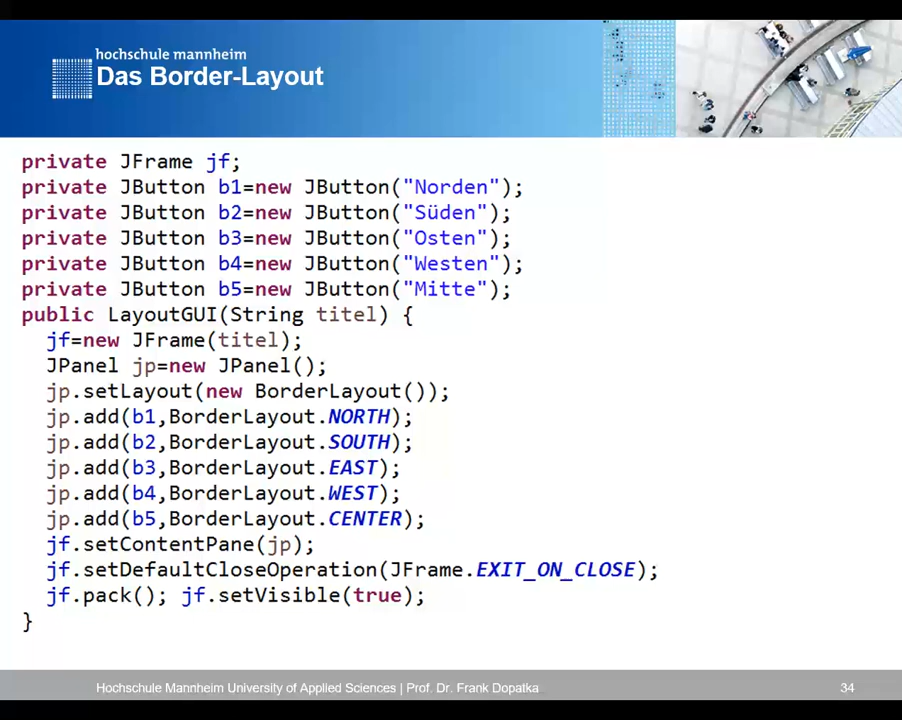 hochschule mannheim
Das Border-Layout
private JFrame jf;
private JButton b1=new JButton("Norden");
private JButton b2=new JButton("Süden");
private JButton b3=new JButton("Osten");
private JButton b4=new JButton("Westen");
private JButton b5=new JButton("Mitte");
public LayoutGUI(String titel) {
jf=new JFrame(titel);
JPanel jp=new JPanel();
jp.setLayout(new BorderLayout());
jp.add(b1,BorderLayout.NORTH);
jp.add(b2,BorderLayout.SOUTH);
jp.add(b3,BorderLayout.EAST);
jp.add(b4,BorderLayout.WEST);
jp.add(b5,BorderLayout.CENTER);
jf.setContentPane(jp);
jf.setDefaultCloseOperation(JFrame.EXIT_ON_CLOSE);
jf.pack(); jf.setVisible(true);
}
Hochschule Mannheim University of Applied Sciences | Prof. Dr. Frank Dopatka 34